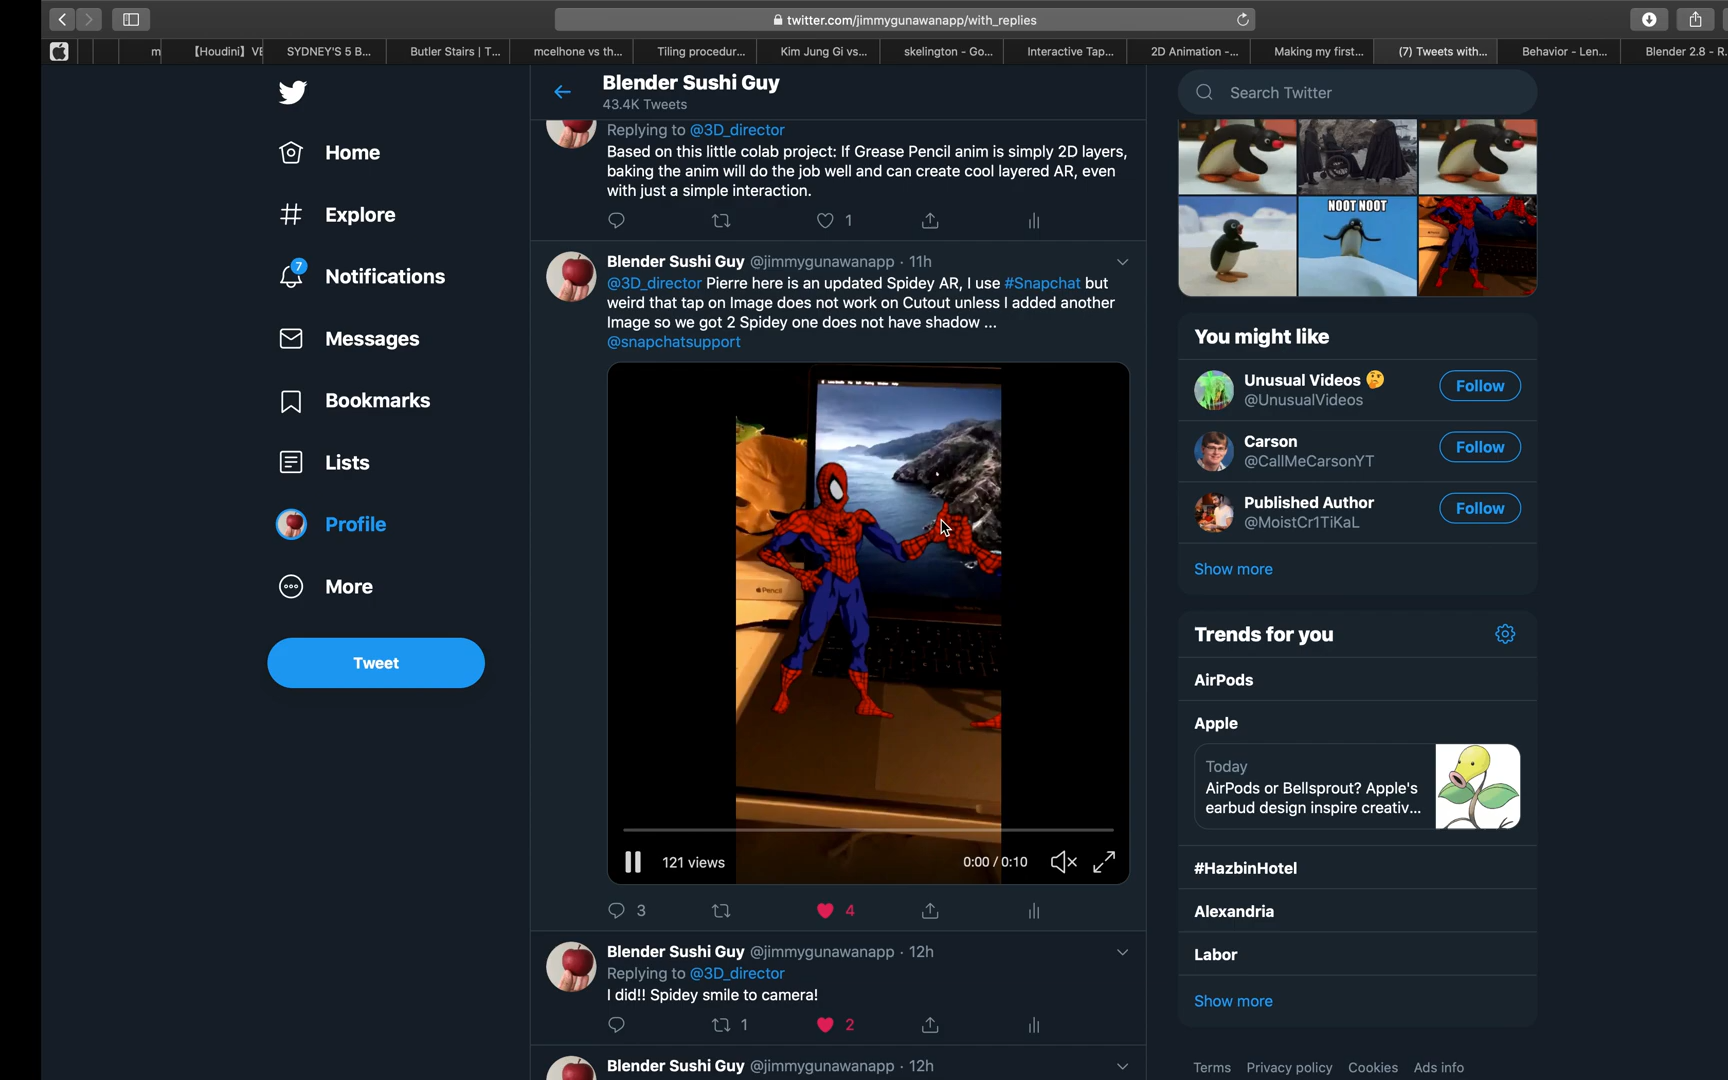 twitter.com/jimmygunawanapp/with_replies
m
【Houdini】VE
SYDNEY'S 5 B...
Butler Stairs | T...
mcelhone vs th...
Tiling procedur...
Kim Jung Gi vs...
skelington - Go...
Interactive Tap...
2D Animation -...
Making my first...
(7) Tweets with...
Behavior - Len...
Blender 2.8 - R
Home
Explore
7
Notifications
Messages
Bookmarks
Lists
Profile
More
Tweet
Blender Sushi Guy
43.4K Tweets
Replying to @3D_director
Based on this little colab project: If Grease Pencil anim is simply 2D layers,
baking the anim will do the job well and can create cool layered AR, even
with just a simple interaction.
1
Blender Sushi Guy @jimmygunawanapp · 11h
@3D_director Pierre here is an updated Spidey AR, I use #Snapchat but
weird that tap on Image does not work on Cutout unless I added another
Image so we got 2 Spidey one does not have shadow ...
@snapchatsupport
Pencil
121 views
0:00 / 0:10
3
4
Blender Sushi Guy @jimmygunawanapp · 12h
Replying to @3D_director
I did!! Spidey smile to camera!
1
2
Blender Sushi Guy @jimmygunawanapp · 12h
Search Twitter
NOOT NOOT
You might like
Unusual Videos 🤔
@UnusualVideos
Follow
Carson
@CallMeCarsonYT
Follow
Published Author
@MoistCr1TiKaL
Follow
Show more
Trends for you
AirPods
Apple
Today
AirPods or Bellsprout? Apple's
earbud design inspire creativ...
#HazbinHotel
Alexandria
Labor
Show more
Terms Privacy policy Cookies Ads info